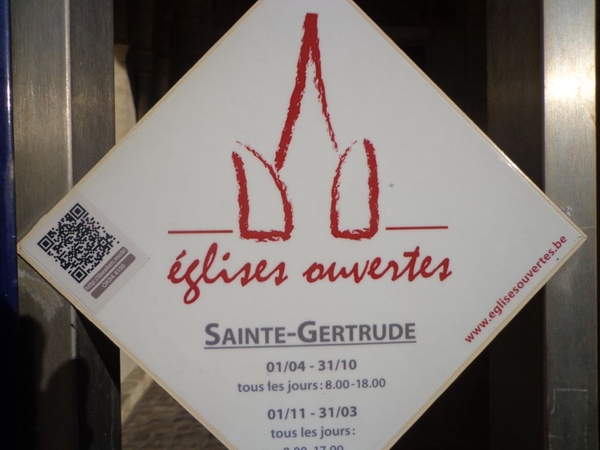 églises ouvertes
www.eglisesouvertes.be
SAINTE-GERTRUDE
01/04 - 31/10
tous les jours: 8.00-18.00
01/11 - 31/03
tous les jours: